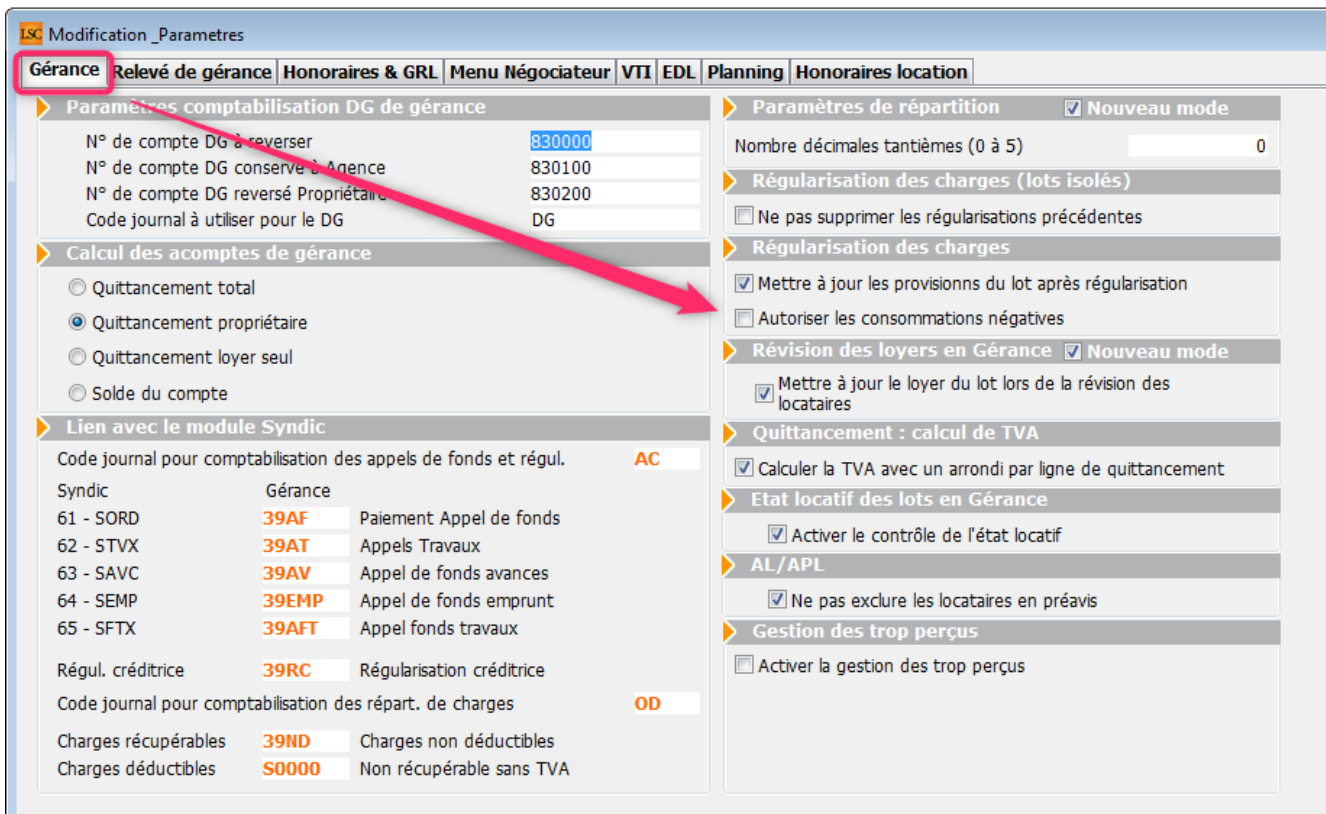 LSC Modification _Parametres
Gérance Relevé de gérance Honoraires & GRL Menu Négociateur VTI EDL Planning Honoraires location
Paramètres comptabilisation DG de gérance
N° de compte DG à reverser 830000
N° de compte DG conservé à Agence 830100
N° de compte DG reversé Propriétaire 830200
Code journal à utiliser pour le DG DG
Calcul des acomptes de gérance
Quittancement total
Quittancement propriétaire
Quittancement loyer seul
Solde du compte
Lien avec le module Syndic
Code journal pour comptabilisation des appels de fonds et régul. AC
Syndic Gérance
61 - SORD 39AF Paiement Appel de fonds
62 - STVX 39AT Appels Travaux
63 - SAVC 39AV Appel de fonds avances
64 - SEMP 39EMP Appel de fonds emprunt
65 - SFTX 39AFT Appel fonds travaux
Régul. créditrice 39RC Régularisation créditrice
Code journal pour comptabilisation des répart. de charges OD
Charges récupérables 39ND Charges non déductibles
Charges déductibles S0000 Non récupérable sans TVA
Paramètres de répartition Nouveau mode
Nombre décimales tantièmes (0 à 5) 0
Régularisation des charges (lots isolés)
Ne pas supprimer les régularisations précédentes
Régularisation des charges
Mettre à jour les provisionns du lot après régularisation
Autoriser les consommations négatives
Révision des loyers en Gérance Nouveau mode
Mettre à jour le loyer du lot lors de la révision des
locataires
Quittancement : calcul de TVA
Calculer la TVA avec un arrondi par ligne de quittancement
Etat locatif des lots en Gérance
Activer le contrôle de l'état locatif
AL/APL
Ne pas exclure les locataires en préavis
Gestion des trop perçus
Activer la gestion des trop perçus